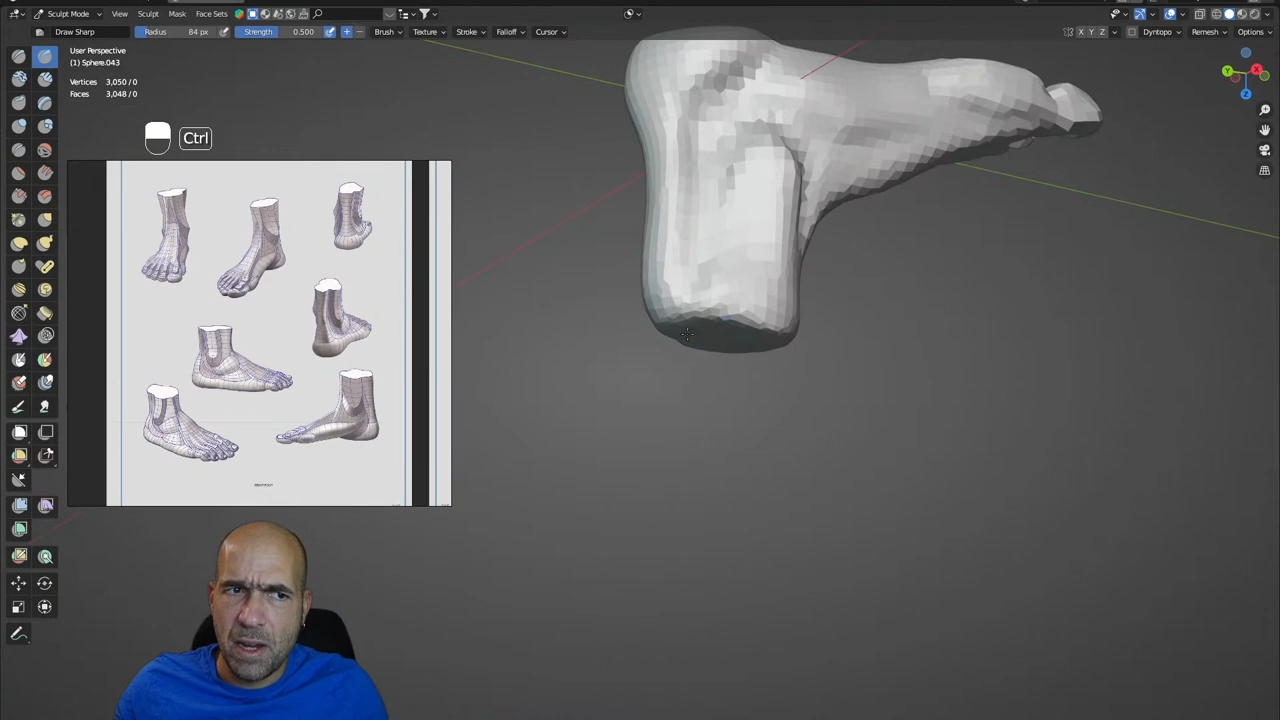 Sculpt Mode View Sculpt Mask Face Sets
Draw Sharp Radius 84 px Strength 0.500 Brush Texture Stroke Falloff Cursor X Y Z Dyntopo Remesh Options
User Perspective
(1) Sphere.043
Vertices 3,050 / 0
Faces 3,048 / 0
Ctrl
Y X
Z